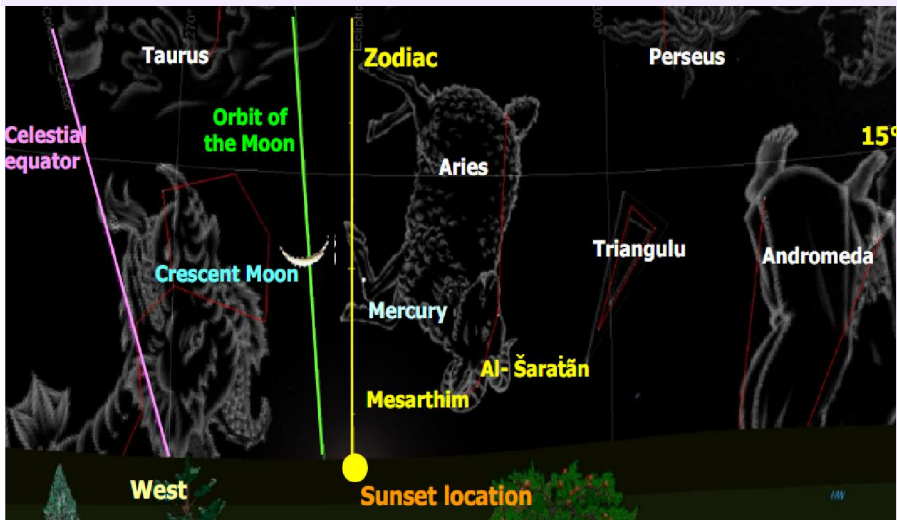 Taurus
Zodiac
Perseus
Orbit of
the Moon
Celestial
equator
15°
Aries
Crescent Moon
Triangulu
Andromeda
Mercury
Al- Šaraṫãn
Mesarthim
West
Sunset location